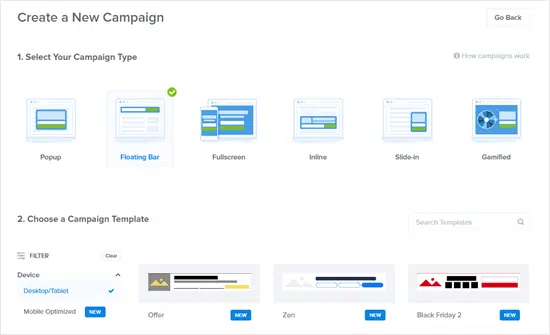 Create a New Campaign
Go Back
1. Select Your Campaign Type
How campaigns work
Popup
Floating Bar
Fullscreen
Inline
Slide-in
Gamified
2. Choose a Campaign Template
Search Templates
FILTER
Clear
Device
Desktop/Tablet
Mobile Optimized
NEW
Offer
NEW
Zen
NEW
Black Friday 2
NEW